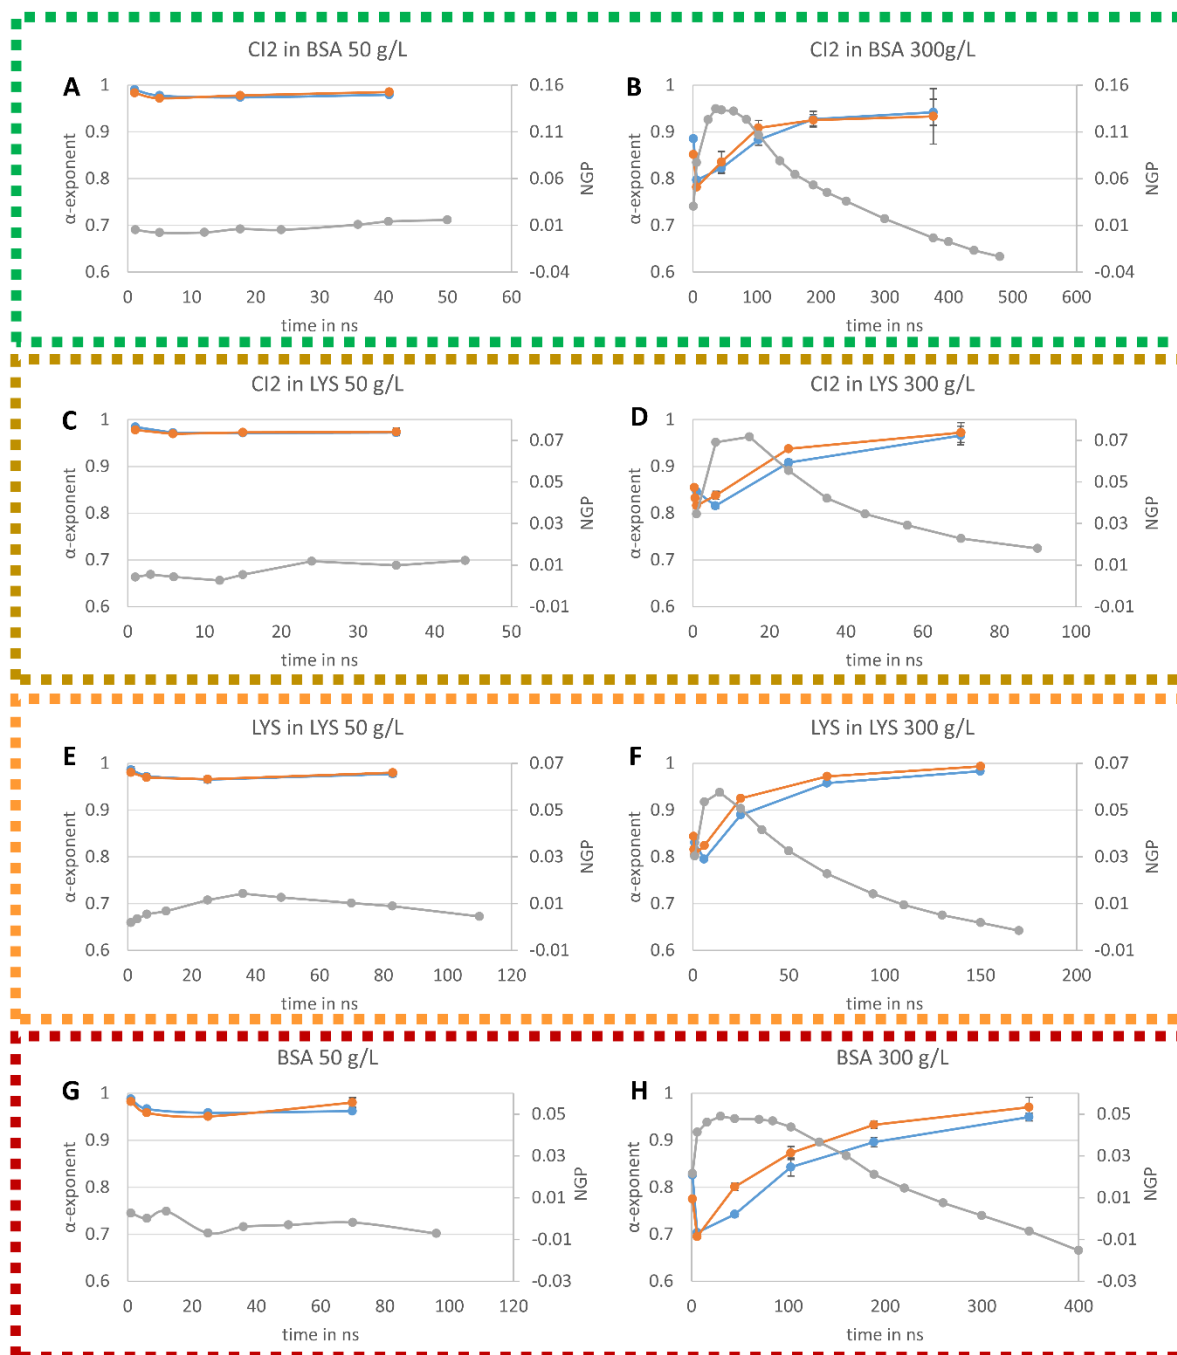 CI2 in BSA 50 g/L
A
1
0.9
0.8
0.7
0.6
α-exponent
0.16
0.11
0.06
0.01
-0.04
NGP
0 10 20 30 40 50 60
time in ns
CI2 in BSA 300g/L
B
1
0.9
0.8
0.7
0.6
α-exponent
0.16
0.11
0.06
0.01
-0.04
NGP
0 100 200 300 400 500 600
time in ns
CI2 in LYS 50 g/L
C
1
0.9
0.8
0.7
0.6
α-exponent
0.07
0.05
0.03
0.01
-0.01
NGP
0 10 20 30 40 50
time in ns
CI2 in LYS 300 g/L
D
1
0.9
0.8
0.7
0.6
α-exponent
0.07
0.05
0.03
0.01
-0.01
NGP
0 20 40 60 80 100
time in ns
LYS in LYS 50 g/L
E
1
0.9
0.8
0.7
0.6
α-exponent
0.07
0.05
0.03
0.01
-0.01
NGP
0 20 40 60 80 100 120
time in ns
LYS in LYS 300 g/L
F
1
0.9
0.8
0.7
0.6
α-exponent
0.07
0.05
0.03
0.01
-0.01
NGP
0 50 100 150 200
time in ns
BSA 50 g/L
G
1
0.9
0.8
0.7
0.6
α-exponent
0.05
0.03
0.01
-0.01
-0.03
NGP
0 20 40 60 80 100 120
time in ns
BSA 300 g/L
H
1
0.9
0.8
0.7
0.6
α-exponent
0.05
0.03
0.01
-0.01
-0.03
NGP
0 100 200 300 400
time in ns